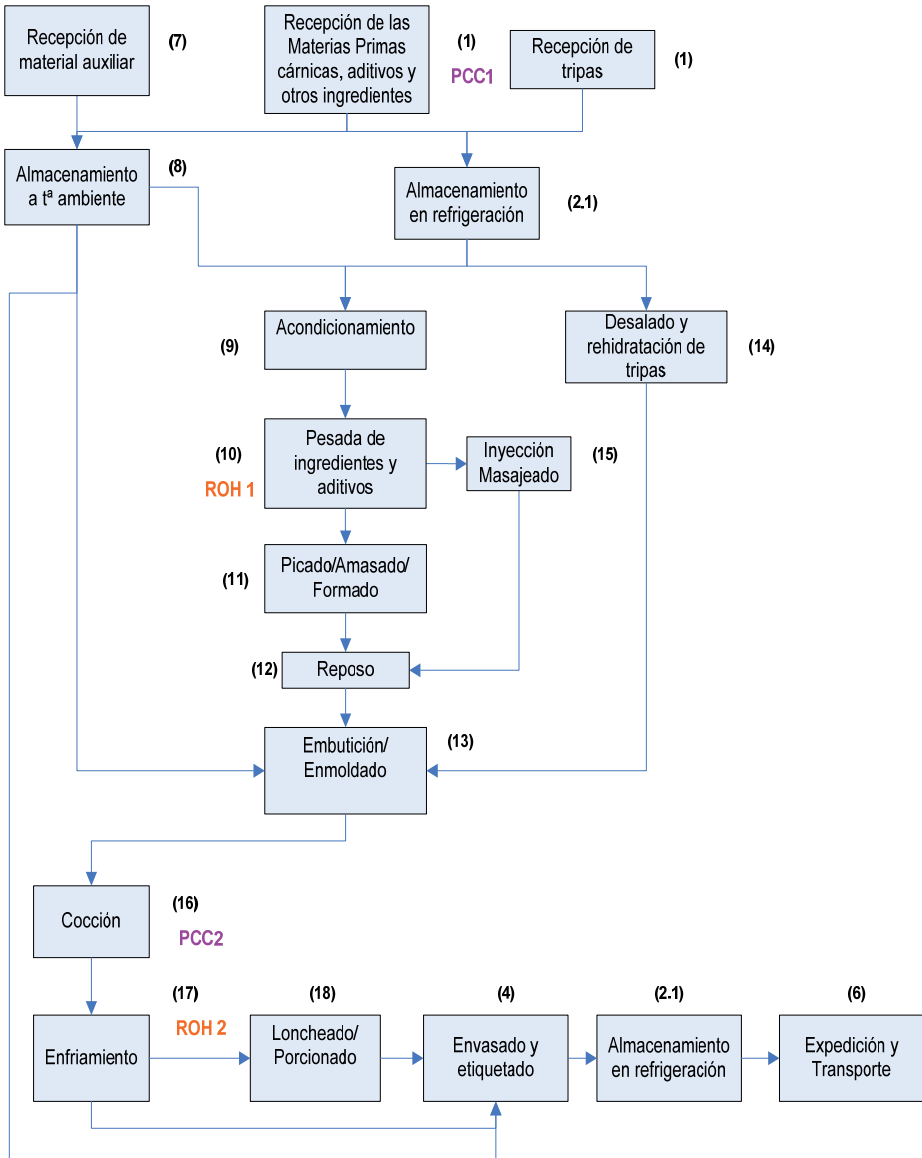 Recepción de
material auxiliar
(7)
Recepción de las
Materias Primas
cárnicas, aditivos y
otros ingredientes
(1)
PCC1
Recepción de
tripas
(1)
Almacenamiento
a tª ambiente
(8)
Almacenamiento
en refrigeración
(2.1)
Acondicionamiento
(9)
Desalado y
rehidratación de
tripas
(14)
Pesada de
ingredientes y
aditivos
(10)
ROH 1
Inyección
Masajeado
(15)
Picado/Amasado/
Formado
(11)
Reposo
(12)
Embutición/
Enmoldado
(13)
Cocción
(16)
PCC2
Enfriamiento
(17)
ROH 2
Loncheado/
Porcionado
(18)
Envasado y
etiquetado
(4)
Almacenamiento
en refrigeración
(2.1)
Expedición y
Transporte
(6)